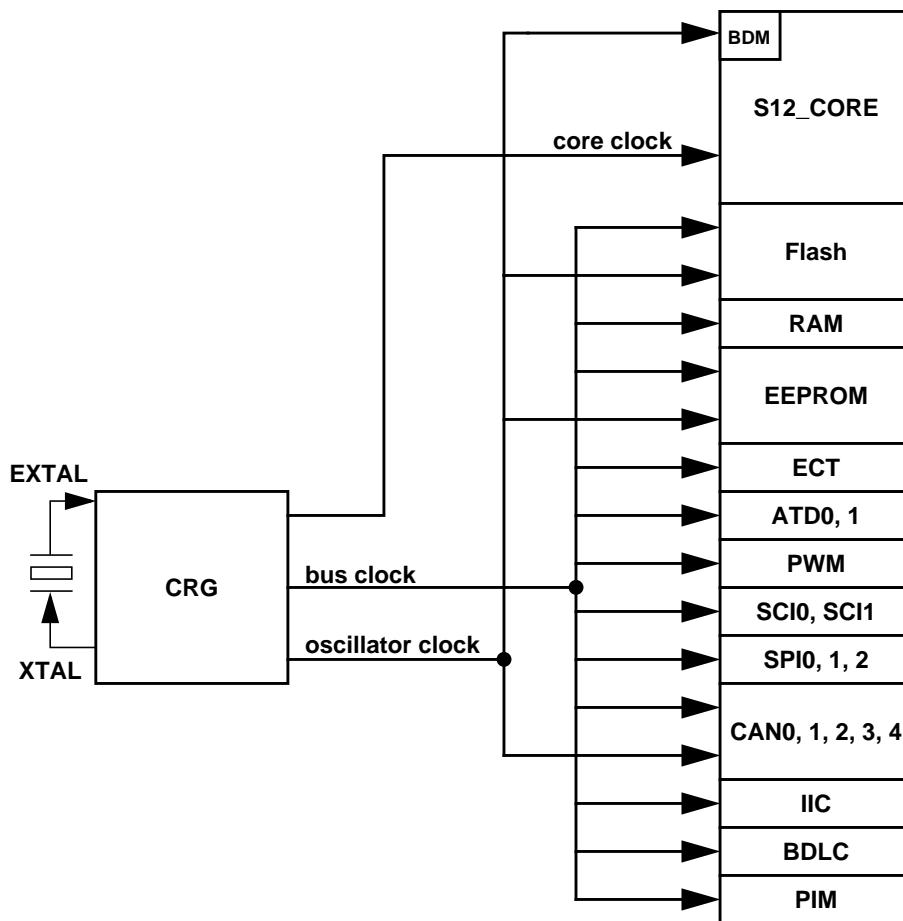 BDM
S12_CORE
core clock
Flash
RAM
EEPROM
EXTAL
ECT
ATD0, 1
CRG
bus clock
PWM
SCI0, SCI1
oscillator clock
XTAL
SPI0, 1, 2
CAN0, 1, 2, 3, 4
IIC
BDLC
PIM